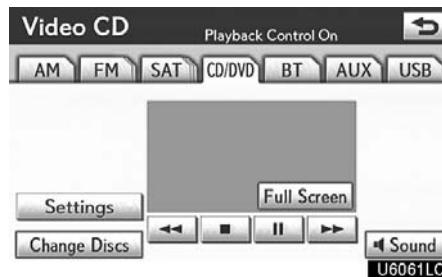 Video CD
Playback Control On
AM FM SAT CD/DVD BT AUX USB
Full Screen
Settings
Change Discs
Sound
U6061LC